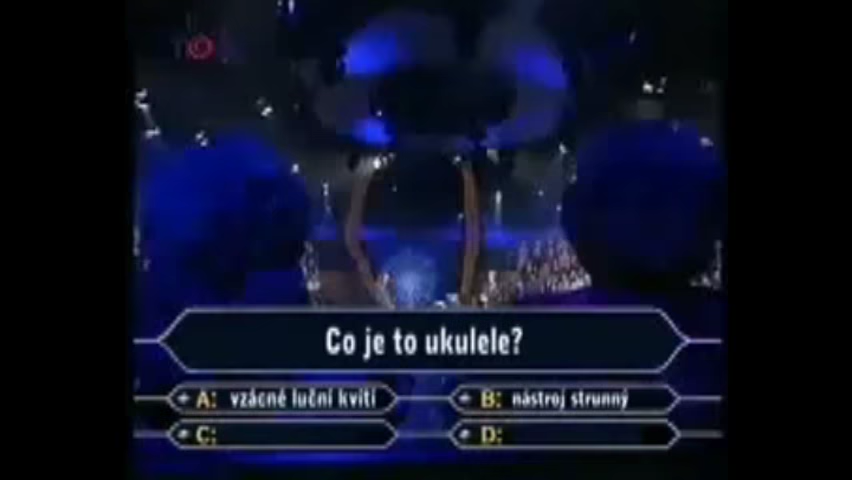 Co je to ukulele?
A: vzácné luční kvítí
B: nástroj strunný
C:
D: